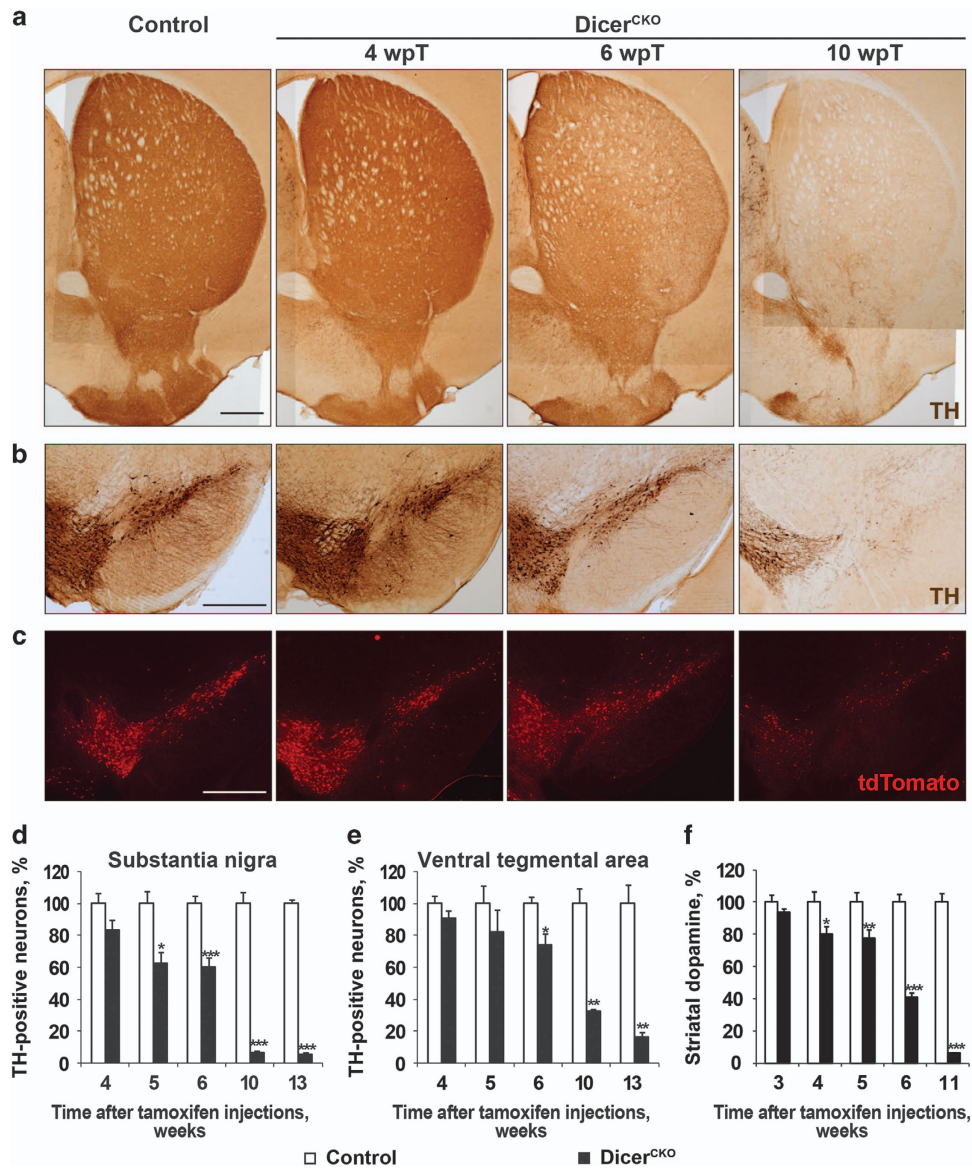 a
Control
Dicer^CKO
4 wpT
6 wpT
10 wpT
TH
b
TH
c
tdTomato
d
Substantia nigra
TH-positive neurons, %
120
100
80
60
40
20
0
*
***
***
***
4 5 6 10 13
Time after tamoxifen injections,
weeks
e
Ventral tegmental area
TH-positive neurons, %
120
100
80
60
40
20
0
*
**
**
4 5 6 10 13
Time after tamoxifen injections,
weeks
f
Striatal dopamine, %
120
100
80
60
40
20
0
*
**
***
***
3 4 5 6 11
Time after tamoxifen injections,
weeks
Control
Dicer^CKO